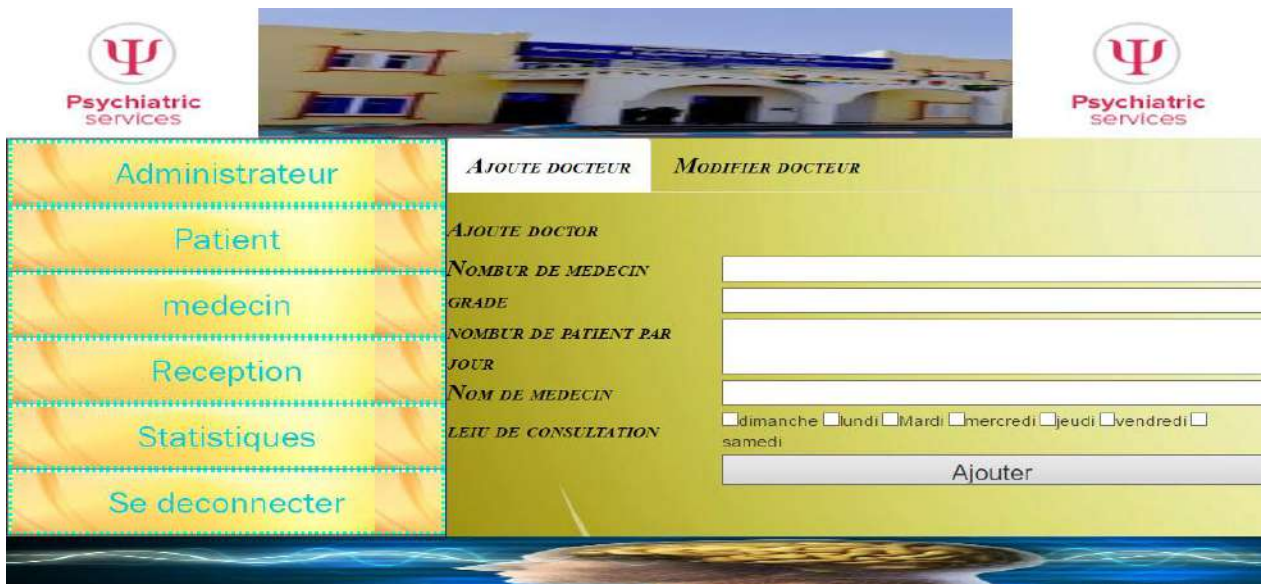 Ψ
Psychiatric
services
Ψ
Psychiatric
services
Administrateur
Patient
medecin
Reception
Statistiques
Se deconnecter
AJOUTE DOCTEUR MODIFIER DOCTEUR
AJOUTE DOCTOR
NOMBUR DE MEDECIN
GRADE
NOMBUR DE PATIENT PAR
JOUR
NOM DE MEDECIN
LEIU DE CONSULTATION
dimanche lundi Mardi mercredi jeudi vendredi
samedi
Ajouter